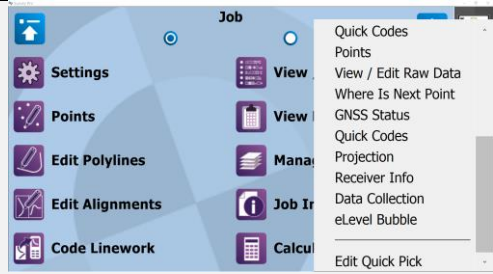 Job
Settings
Points
Edit Polylines
Edit Alignments
Code Linework
View
View
Mana
Job In
Calcul
Quick Codes
Points
View / Edit Raw Data
Where Is Next Point
GNSS Status
Quick Codes
Projection
Receiver Info
Data Collection
eLevel Bubble
Edit Quick Pick